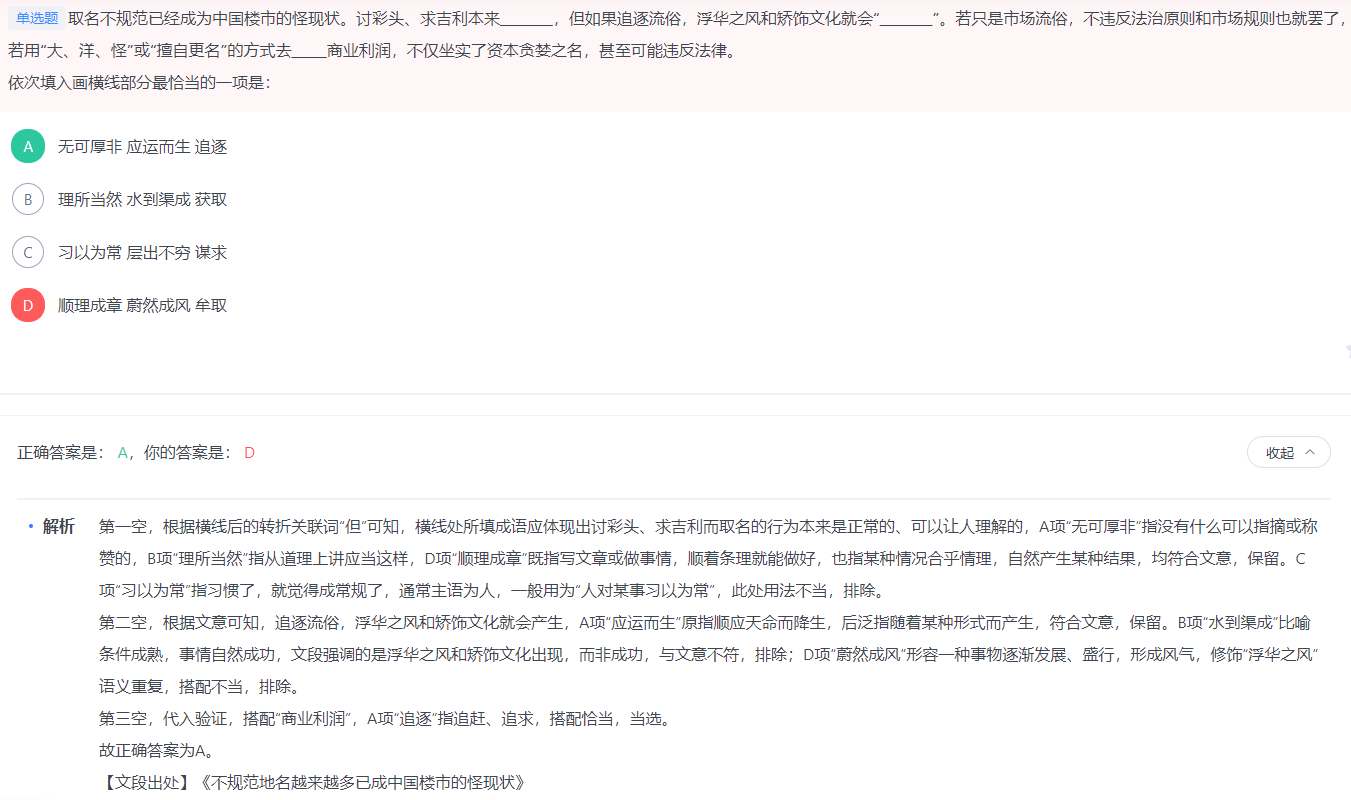 单选题 取名不规范已经成为中国楼市的怪现状。讨彩头、求吉利本来_______，但如果追逐流俗，浮华之风和矫饰文化就会“_______”。若只是市场流俗，不违反法治原则和市场规则也就罢了，
若用“大、洋、怪”或“擅自更名”的方式去_____商业利润，不仅坐实了资本贪婪之名，甚至可能违反法律。
依次填入画横线部分最恰当的一项是：
A 无可厚非 应运而生 追逐
B 理所当然 水到渠成 获取
C 习以为常 层出不穷 谋求
D 顺理成章 蔚然成风 牟取
正确答案是： A，你的答案是： D
收起
解析 第一空，根据横线后的转折关联词“但”可知，横线处所填成语应体现出讨彩头、求吉利而取名的行为本来是正常的、可以让人理解的，A项“无可厚非”指没有什么可以指摘或称
赞的，B项“理所当然”指从道理上讲应当这样，D项“顺理成章”既指写文章或做事情，顺着条理就能做好，也指某种情况合乎情理，自然产生某种结果，均符合文意，保留。C
项“习以为常”指习惯了，就觉得成常规了，通常主语为人，一般用为“人对某事习以为常”，此处用法不当，排除。
第二空，根据文意可知，追逐流俗，浮华之风和矫饰文化就会产生，A项“应运而生”原指顺应天命而降生，后泛指随着某种形式而产生，符合文意，保留。B项“水到渠成”比喻
条件成熟，事情自然成功，文段强调的是浮华之风和矫饰文化出现，而非成功，与文意不符，排除；D项“蔚然成风”形容一种事物逐渐发展、盛行，形成风气，修饰“浮华之风”
语义重复，搭配不当，排除。
第三空，代入验证，搭配“商业利润”，A项“追逐”指追赶、追求，搭配恰当，当选。
故正确答案为A。
【文段出处】《不规范地名越来越多已成中国楼市的怪现状》